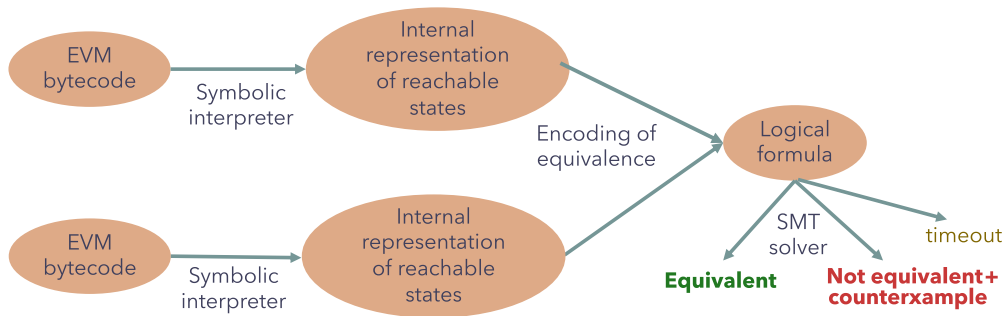 EVM
bytecode
Symbolic
interpreter
Internal
representation
of reachable
states
Encoding of
equivalence
Logical
formula
EVM
bytecode
Symbolic
interpreter
Internal
representation
of reachable
states
SMT
solver
timeout
Equivalent
Not equivalent+
counterxample